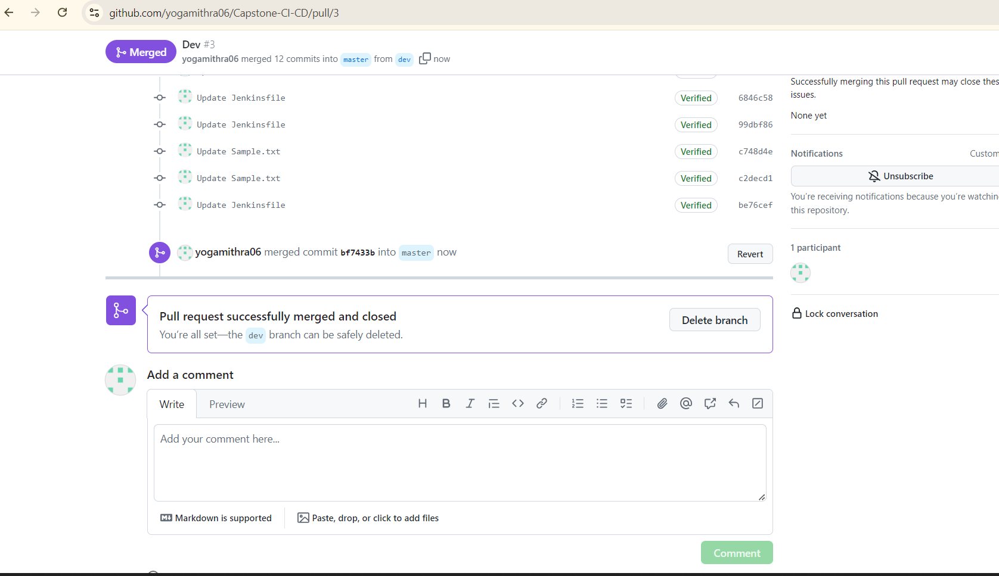 github.com/yogamithra06/Capstone-CI-CD/pull/3
Merged
Dev #3
yogamithra06 merged 12 commits into master from dev now
Update Jenkinsfile Verified 6846c58
Update Jenkinsfile Verified 99dbf86
Update Sample.txt Verified c748d4e
Update Sample.txt Verified c2decd1
Update Jenkinsfile Verified be76cef
yogamithra06 merged commit bf7433b into master now
Revert
Pull request successfully merged and closed
You’re all set—the dev branch can be safely deleted.
Delete branch
Add a comment
Write Preview
Add your comment here...
Markdown is supported
Paste, drop, or click to add files
Comment
Successfully merging this pull request may close thes
issues.
None yet
Notifications Custom
Unsubscribe
You’re receiving notifications because you’re watchin
this repository.
1 participant
Lock conversation